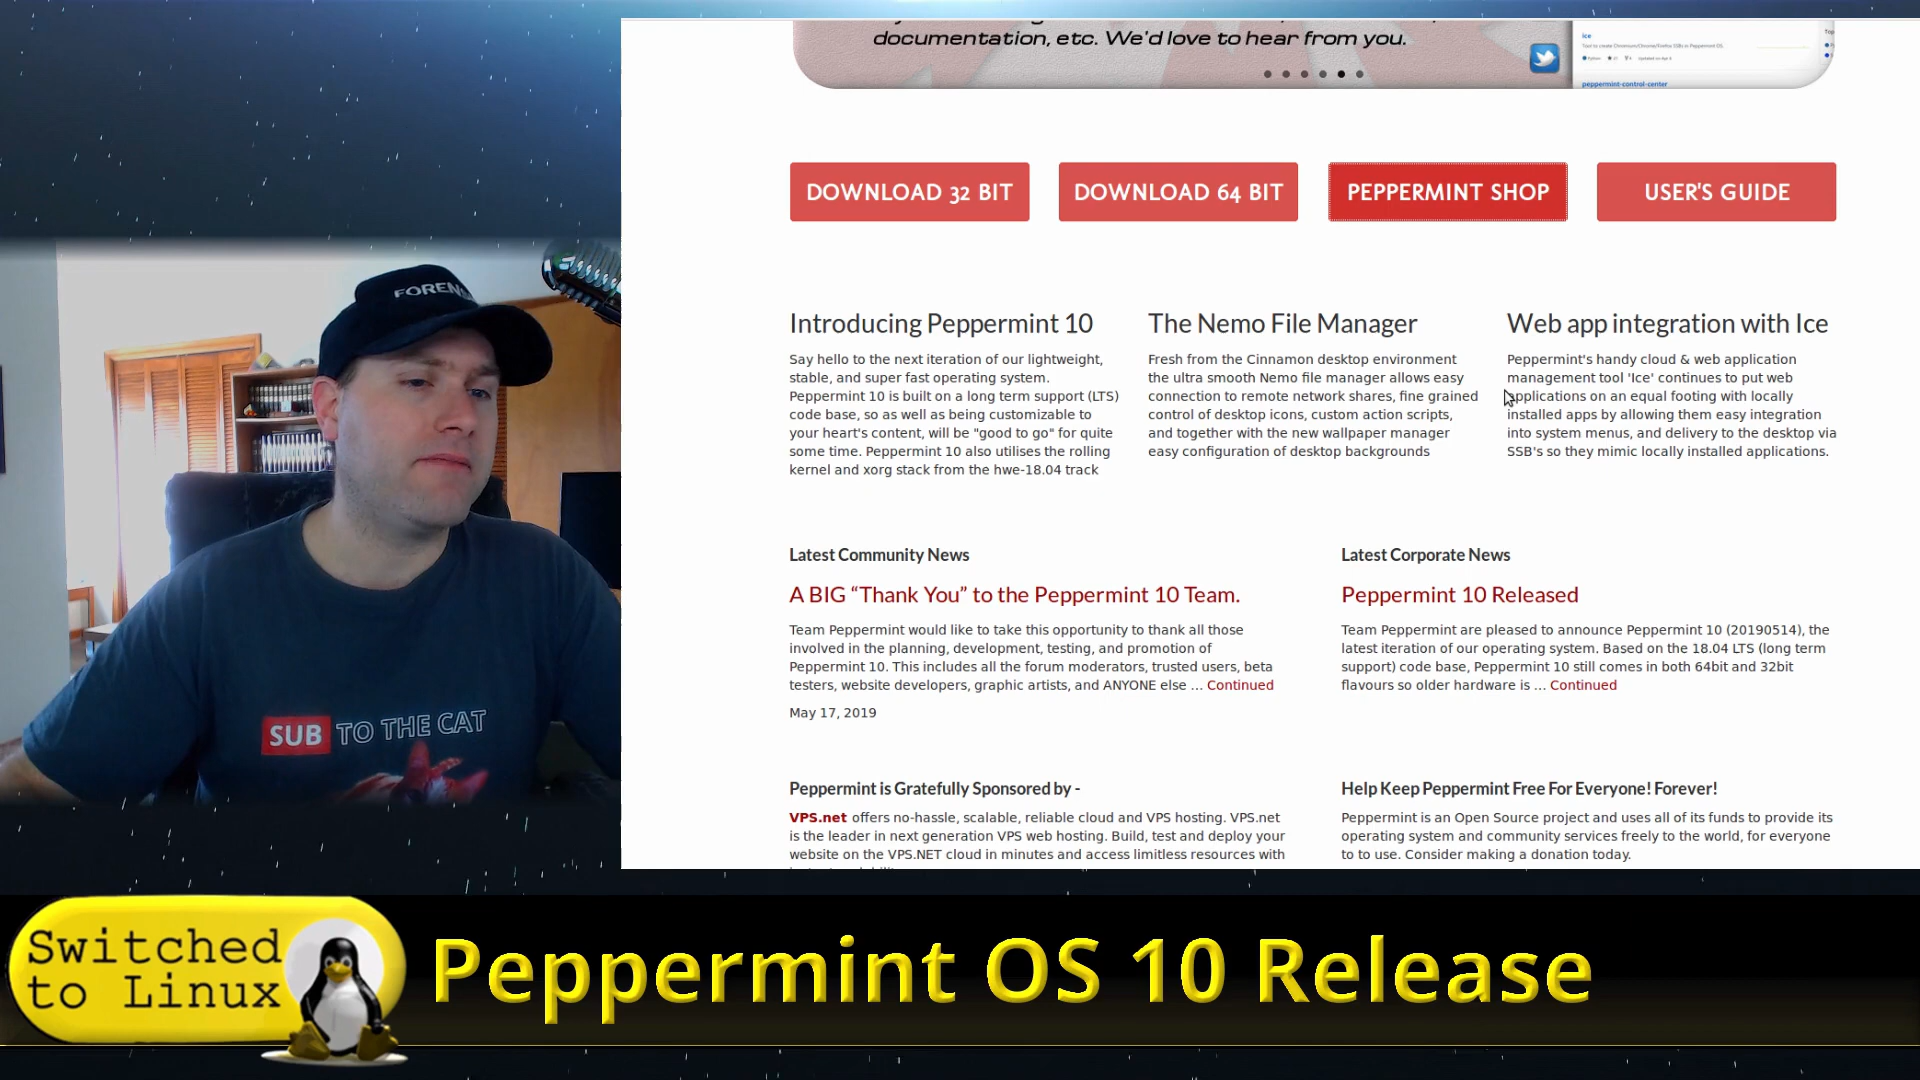 documentation, etc. We'd love to hear from you.
ice
peppermint-control-center
DOWNLOAD 32 BIT
DOWNLOAD 64 BIT
PEPPERMINT SHOP
USER'S GUIDE
Introducing Peppermint 10
Say hello to the next iteration of our lightweight,
stable, and super fast operating system.
Peppermint 10 is built on a long term support (LTS)
code base, so as well as being customizable to
your heart's content, will be "good to go" for quite
some time. Peppermint 10 also utilises the rolling
kernel and xorg stack from the hwe-18.04 track
The Nemo File Manager
Fresh from the Cinnamon desktop environment
the ultra smooth Nemo file manager allows easy
connection to remote network shares, fine grained
control of desktop icons, custom action scripts,
and together with the new wallpaper manager
easy configuration of desktop backgrounds
Web app integration with Ice
Peppermint's handy cloud & web application
management tool 'Ice' continues to put web
applications on an equal footing with locally
installed apps by allowing them easy integration
into system menus, and delivery to the desktop via
SSB's so they mimic locally installed applications.
Latest Community News
A BIG “Thank You” to the Peppermint 10 Team.
Team Peppermint would like to take this opportunity to thank all those
involved in the planning, development, testing, and promotion of
Peppermint 10. This includes all the forum moderators, trusted users, beta
testers, website developers, graphic artists, and ANYONE else ... Continued
May 17, 2019
Latest Corporate News
Peppermint 10 Released
Team Peppermint are pleased to announce Peppermint 10 (20190514), the
latest iteration of our operating system. Based on the 18.04 LTS (long term
support) code base, Peppermint 10 still comes in both 64bit and 32bit
flavours so older hardware is ... Continued
Peppermint is Gratefully Sponsored by -
VPS.net offers no-hassle, scalable, reliable cloud and VPS hosting. VPS.net
is the leader in next generation VPS web hosting. Build, test and deploy your
website on the VPS.NET cloud in minutes and access limitless resources with
Help Keep Peppermint Free For Everyone! Forever!
Peppermint is an Open Source project and uses all of its funds to provide its
operating system and community services freely to the world, for everyone
to to use. Consider making a donation today.
FORENS
SUB TO THE CAT
Switched
to Linux
Peppermint OS 10 Release